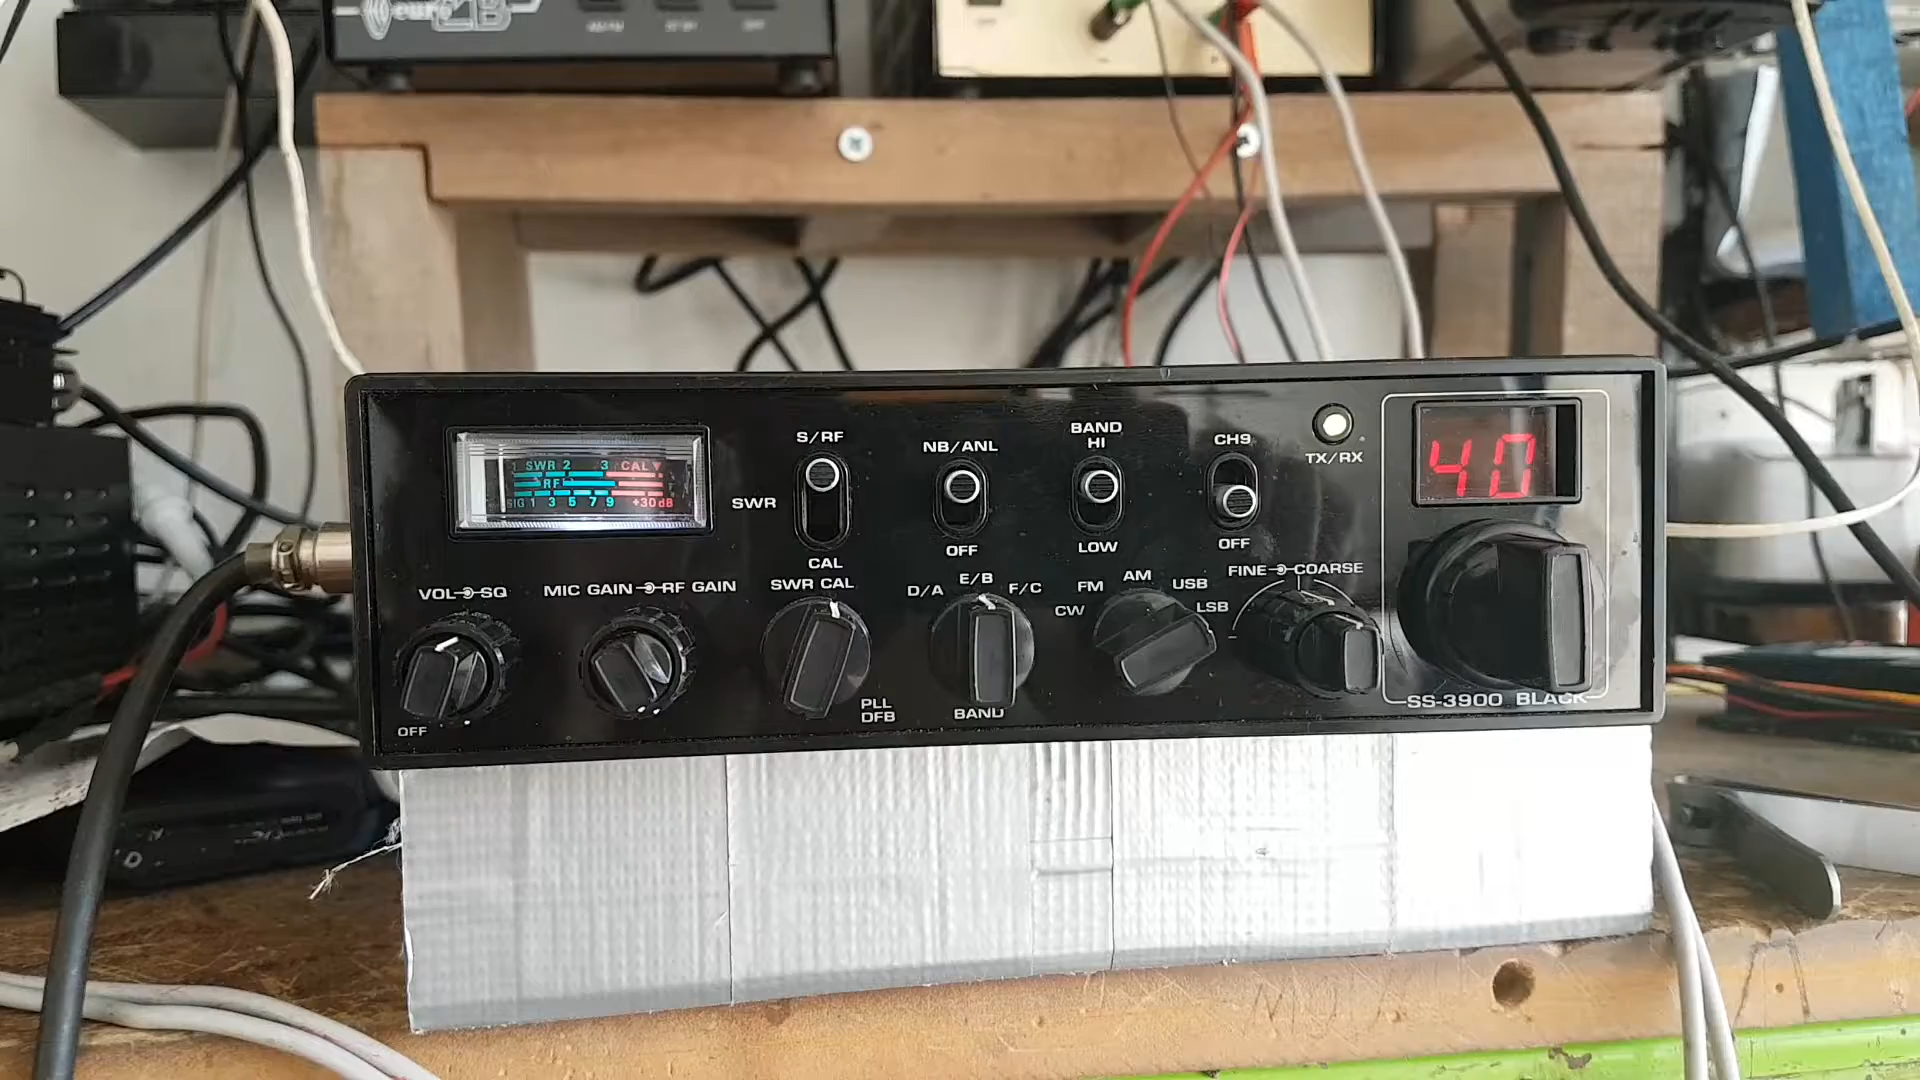 euro CB
S/RF
SWR
CAL
SWR 2 3 CAL
RF
SIG 1 3 5 7 9 +30dB
NB/ANL
OFF
BAND
HI
LOW
CH9
OFF
TX/RX
40
VOL SQ
OFF
MIC GAIN RF GAIN
SWR CAL
PLL
DFB
D/A E/B F/C
BAND
CW FM AM USB LSB
FINE COARSE
SS-3900 BLACK